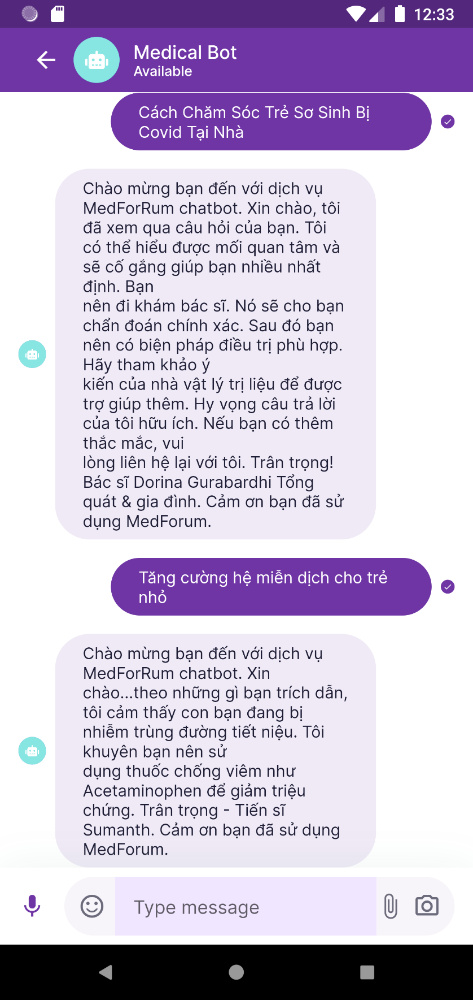 12:33
Medical Bot
Available
Cách Chăm Sóc Trẻ Sơ Sinh Bị
Covid Tại Nhà
Chào mừng bạn đến với dịch vụ
MedForRum chatbot. Xin chào, tôi
đã xem qua câu hỏi của bạn. Tôi
có thể hiểu được mối quan tâm và
sẽ cố gắng giúp bạn nhiều nhất
định. Bạn
nên đi khám bác sĩ. Nó sẽ cho bạn
chẩn đoán chính xác. Sau đó bạn
nên có biện pháp điều trị phù hợp.
Hãy tham khảo ý
kiến của nhà vật lý trị liệu để được
trợ giúp thêm. Hy vọng câu trả lời
của tôi hữu ích. Nếu bạn có thêm
thắc mắc, vui
lòng liên hệ lại với tôi. Trân trọng!
Bác sĩ Dorina Gurabardhi Tổng
quát & gia đình. Cảm ơn bạn đã sử
dụng MedForum.
Tăng cường hệ miễn dịch cho trẻ
nhỏ
Chào mừng bạn đến với dịch vụ
MedForRum chatbot. Xin
chào...theo những gì bạn trích dẫn,
tôi cảm thấy con bạn đang bị
nhiễm trùng đường tiết niệu. Tôi
khuyên bạn nên sử
dụng thuốc chống viêm như
Acetaminophen để giảm triệu
chứng. Trân trọng - Tiến sĩ
Sumanth. Cảm ơn bạn đã sử dụng
MedForum.
Type message